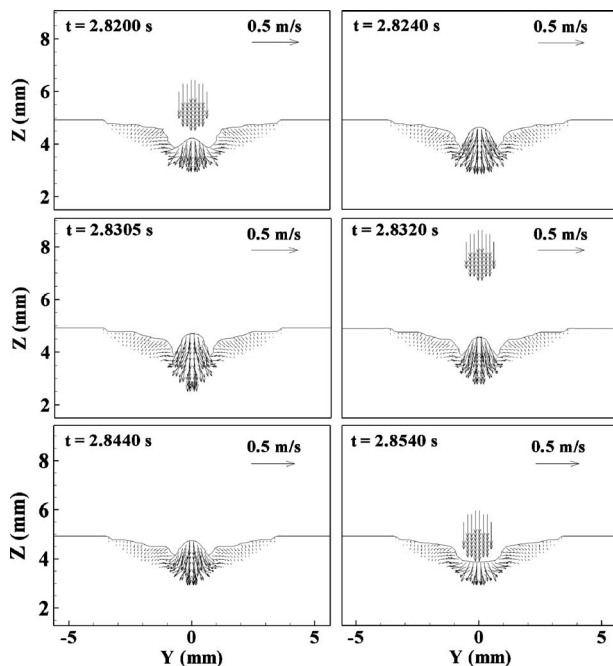 t = 2.8200 s 0.5 m/s t = 2.8240 s 0.5 m/s
8
6
4
2
Z (mm)
t = 2.8305 s 0.5 m/s t = 2.8320 s 0.5 m/s
8
6
4
2
Z (mm)
t = 2.8440 s 0.5 m/s t = 2.8540 s 0.5 m/s
8
6
4
2
Z (mm)
-5 0 5 -5 0 5
Y (mm) Y (mm)